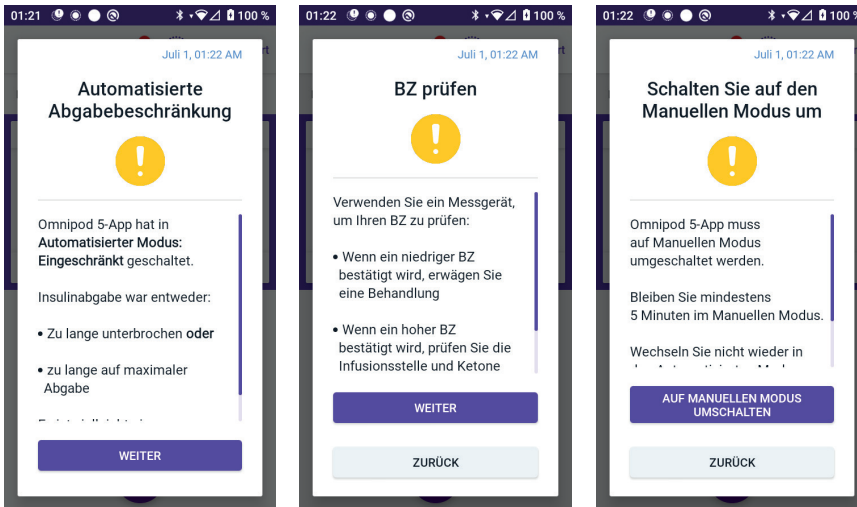 01:21
100 %
Juli 1, 01:22 AM
Automatisierte
Abgabebeschränkung
Omnipod 5-App hat in
Automatisierter Modus:
Eingeschränkt geschaltet.
Insulinabgabe war entweder:
• Zu lange unterbrochen oder
• zu lange auf maximaler
Abgabe
WEITER
01:22
100 %
Juli 1, 01:22 AM
BZ prüfen
Verwenden Sie ein Messgerät,
um Ihren BZ zu prüfen:
• Wenn ein niedriger BZ
bestätigt wird, erwägen Sie
eine Behandlung
• Wenn ein hoher BZ
bestätigt wird, prüfen Sie die
Infusionsstelle und Ketone
WEITER
ZURÜCK
01:22
100 %
Juli 1, 01:22 AM
Schalten Sie auf den
Manuellen Modus um
Omnipod 5-App muss
auf Manuellen Modus
umgeschaltet werden.
Bleiben Sie mindestens
5 Minuten im Manuellen Modus.
Wechseln Sie nicht wieder in
AUF MANUELLEN MODUS
UMSCHALTEN
ZURÜCK